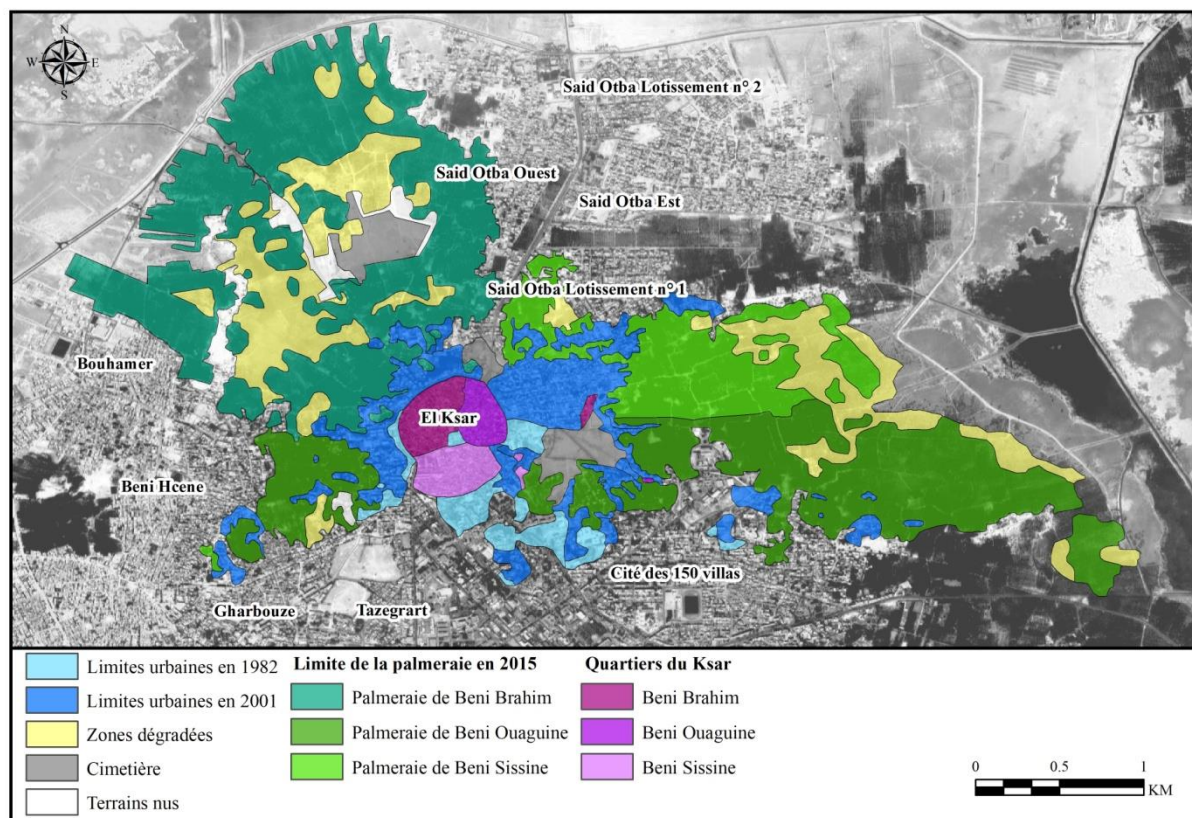 N
W E
S
Said Otba Lotissement n° 2
Said Otba Ouest
Said Otba Est
Said Otba Lotissement n° 1
Bouhamer
El Ksar
Beni Hcene
Cité des 150 villas
Gharbouze
Tazegrart
Limites urbaines en 1982
Limites urbaines en 2001
Zones dégradées
Cimetière
Terrains nus
Limite de la palmeraie en 2015
Palmeraie de Beni Brahim
Palmeraie de Beni Ouaguine
Palmeraie de Beni Sissine
Quartiers du Ksar
Beni Brahim
Beni Ouaguine
Beni Sissine
0 0.5 1
KM